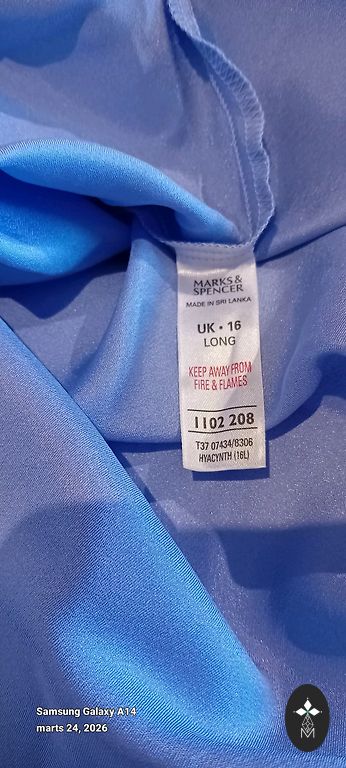 MARKS &
SPENCER
MADE IN SRI LANKA
UK • 16
LONG
KEEP AWAY FROM
FIRE & FLAMES
1102 208
T37 07434/8306
HYACINTH (16L)
Samsung Galaxy A14
marts 24, 2026
M